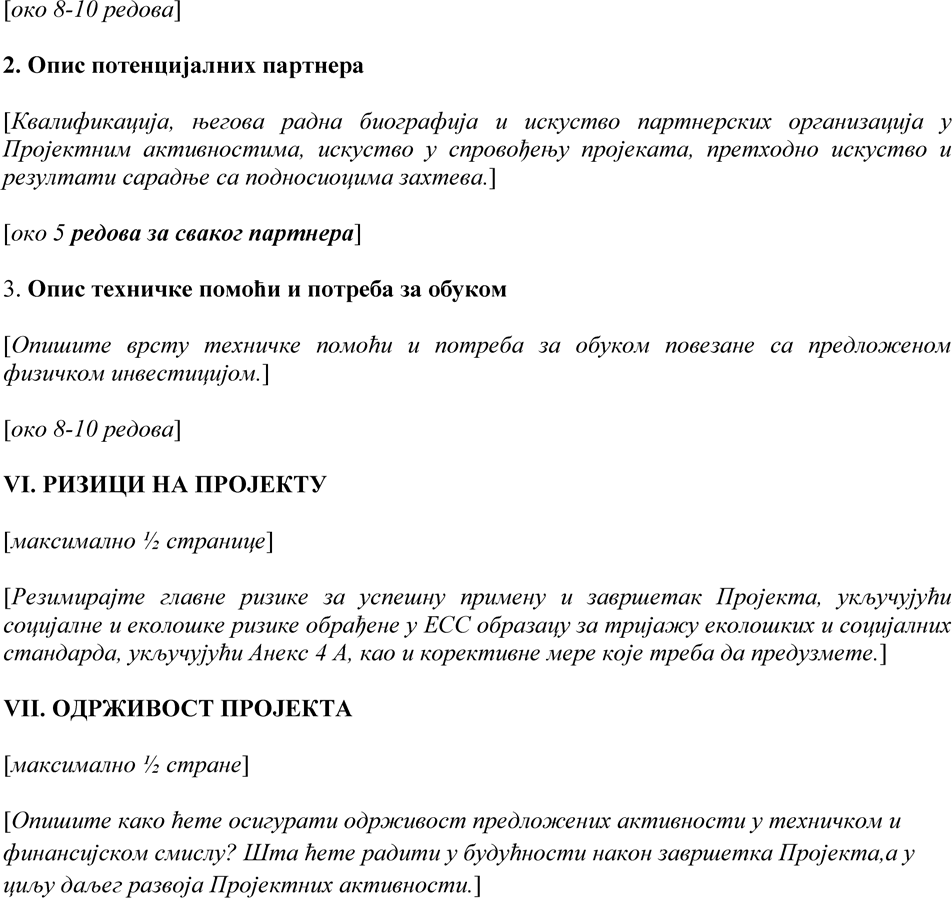 [око 8-10 редова]
2. Опис потенцијалних партнера
[Квалификација, његова радна биографија и искуство партнерских организација у
Пројектним активностима, искуство у спровођењу пројеката, претходно искуство и
резултати сарадње са подносиоцима захтева.]
[око 5 редова за сваког партнера]
3. Опис техничке помоћи и потреба за обуком
[Опишите врсту техничке помоћи и потреба за обуком повезане са предложеном
физичком инвестицијом.]
[око 8-10 редова]
VI. РИЗИЦИ НА ПРОЈЕКТУ
[максимално ½ странице]
[Резимирајте главне ризике за успешну примену и завршетак Пројекта, укључујући
социјалне и еколошке ризике обрађене у ЕСС образацу за тријажу еколошких и социјалних
стандарда, укључујући Анекс 4 А, као и корективне мере које треба да предузмете.]
VII. ОДРЖИВОСТ ПРОЈЕКТА
[максимално ½ стране]
[Опишите како ћете осигурати одрживост предложених активности у техничком и
финансијском смислу? Шта ћете радити у будућности након завршетка Пројекта,а у
циљу даљег развоја Пројектних активности.]